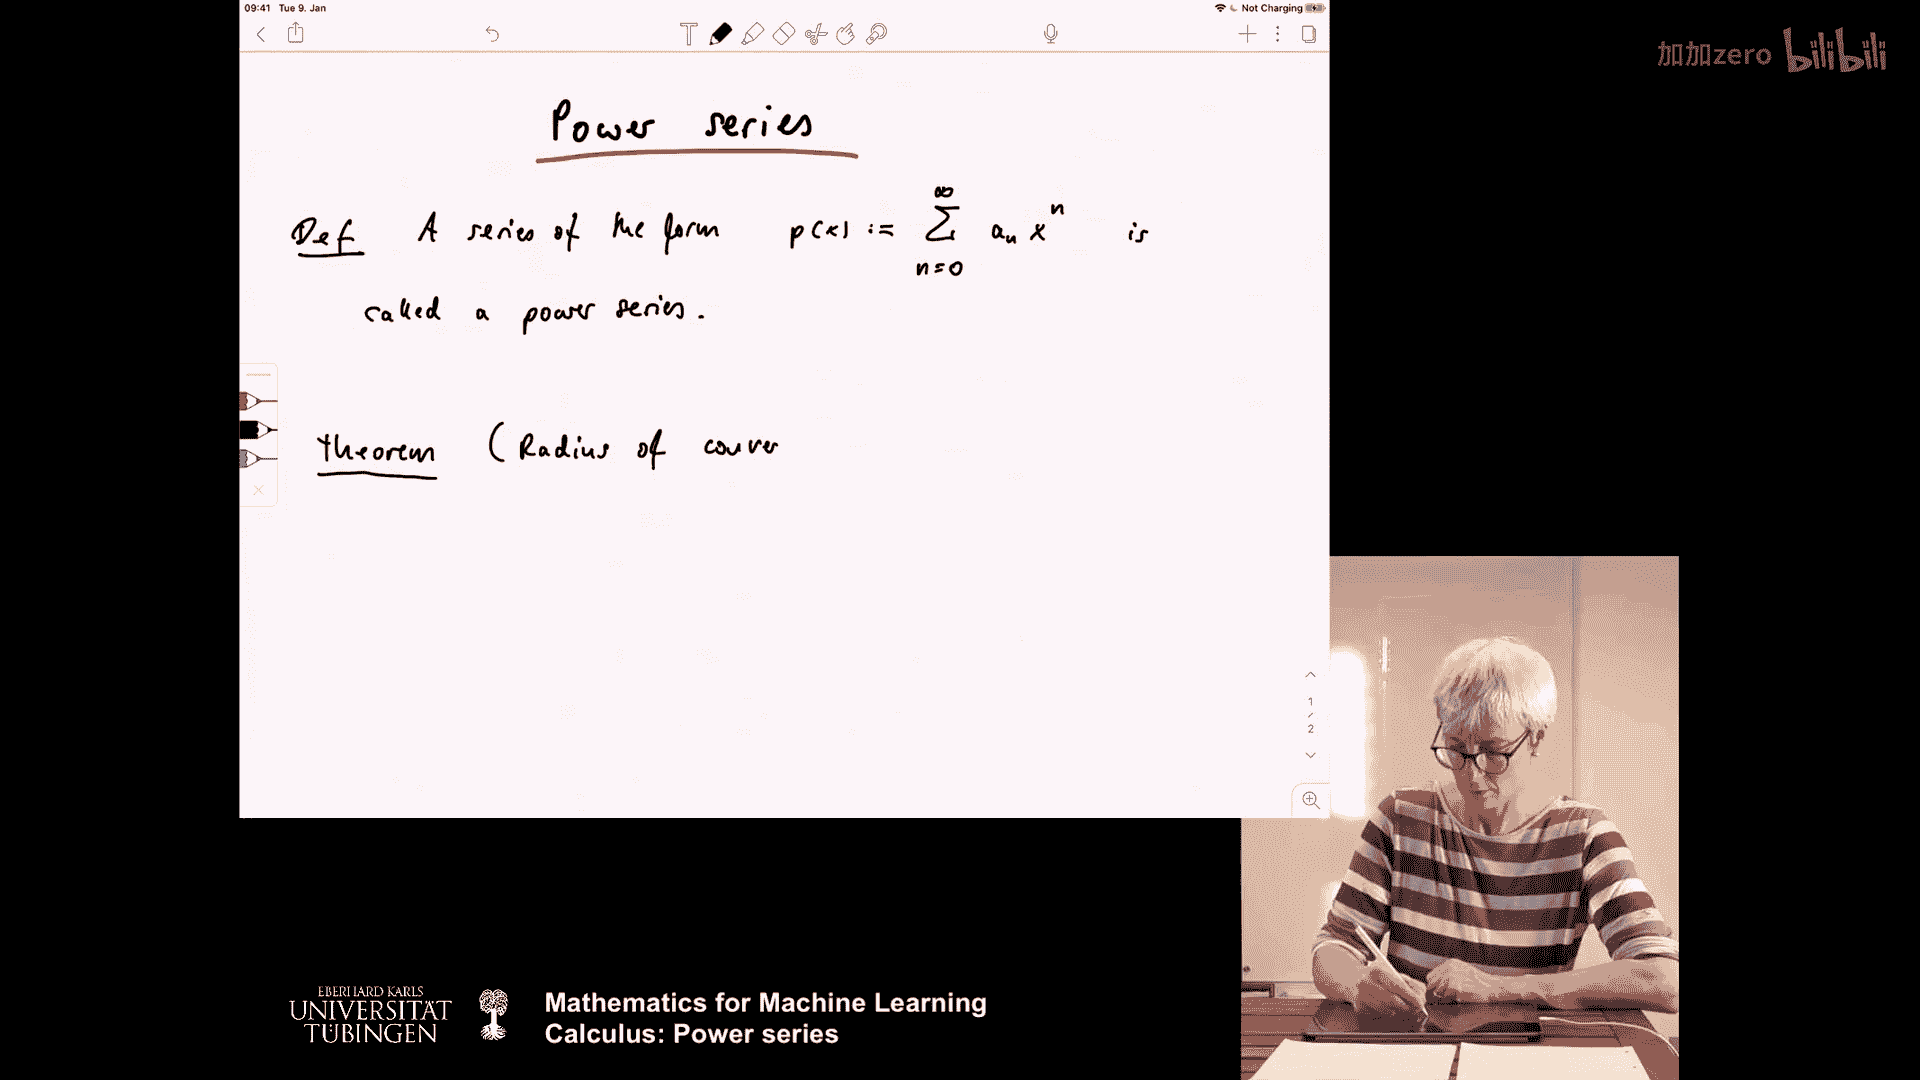 09:41 Tue 9. Jan
Not Charging
加加zero bilibili
T
Power series
Def A series of the form p(x) := ∑_{n=0}^{∞} a_n x^n is
called a power series.
Theorem (Radius of conver
1
/
2
EBERHARD KARLS
UNIVERSITÄT
TÜBINGEN
Mathematics for Machine Learning
Calculus: Power series